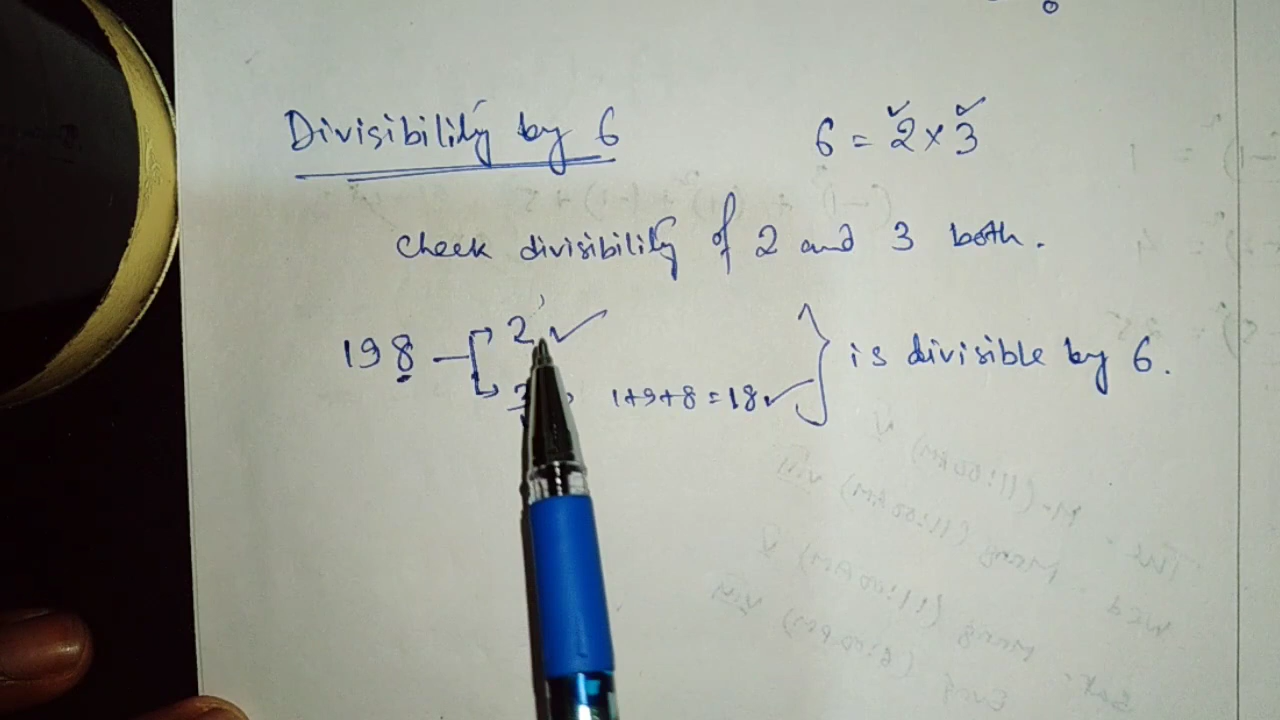 Divisibility by 6
6 = 2 × 3
Check divisibility of 2 and 3 both.
198 2
1+9+8 = 18
is divisible by 6.